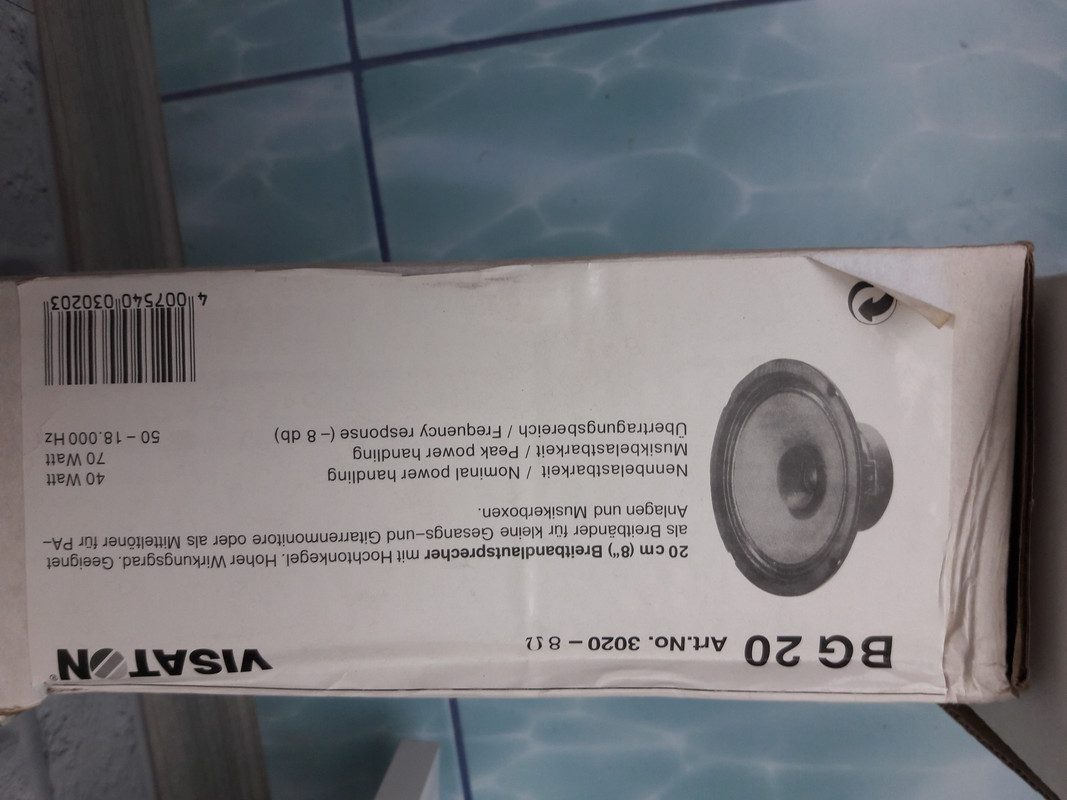 BG 20 Art.No. 3020 – 8 Ω
VISATON®
20 cm (8") Breitbandlautsprecher mit Hochtonkegel. Hoher Wirkungsgrad. Geeignet
als Breitbänder für kleine Gesangs–und Gitarrenmonitore oder als Mitteltöner für PA–
Anlagen und Musikerboxen.
Nennbelastbarkeit / Nominal power handling 40 Watt
Musikbelastbarkeit / Peak power handling 70 Watt
Übertragungsbereich / Frequency response (– 8 db) 50 – 18.000 Hz
4 007540 030203